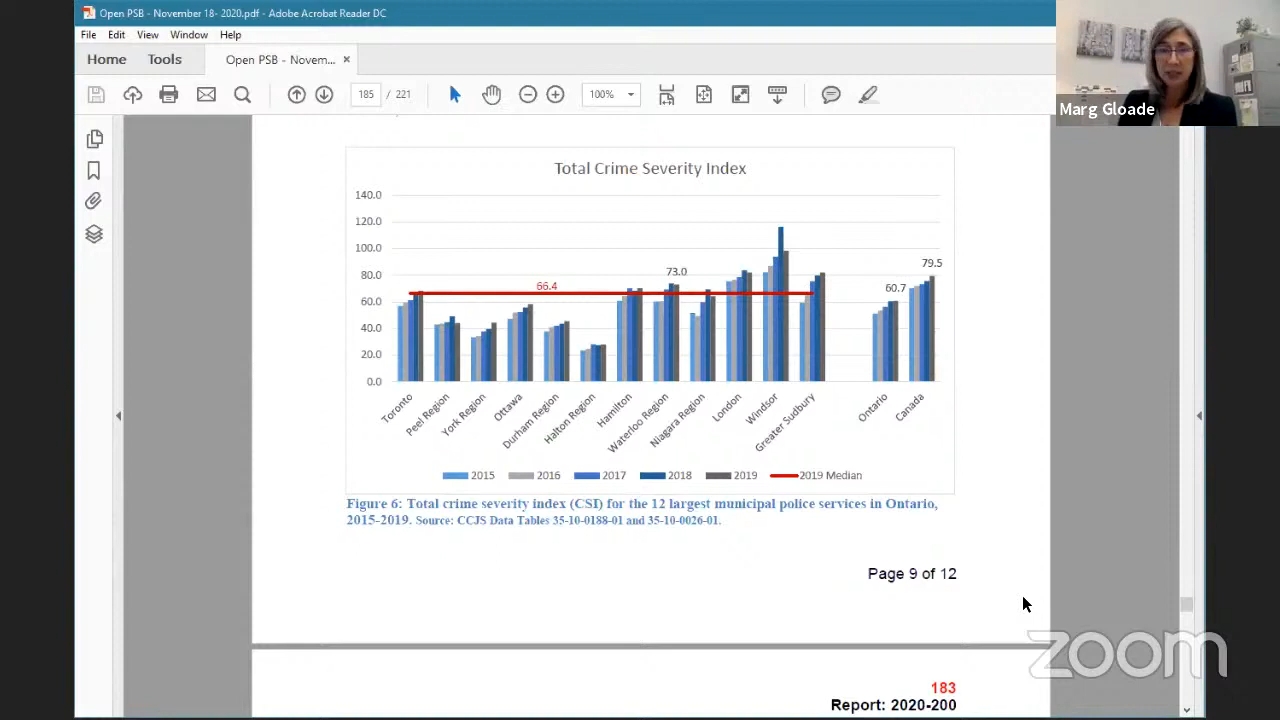 Open PSB - November 18- 2020.pdf - Adobe Acrobat Reader DC
File Edit View Window Help
Home Tools Open PSB - Novem... ×
185 / 221 100%
Marg Gloade
Total Crime Severity Index
140.0
120.0
100.0
80.0
60.0
40.0
20.0
0.0
66.4
73.0
60.7
79.5
Toronto
Peel Region
York Region
Ottawa
Durham Region
Halton Region
Hamilton
Waterloo Region
Niagara Region
London
Windsor
Greater Sudbury
Ontario
Canada
2015 2016 2017 2018 2019 2019 Median
Figure 6: Total crime severity index (CSI) for the 12 largest municipal police services in Ontario,
2015-2019. Source: CCJS Data Tables 35-10-0188-01 and 35-10-0026-01.
Page 9 of 12
zoom
183
Report: 2020-200